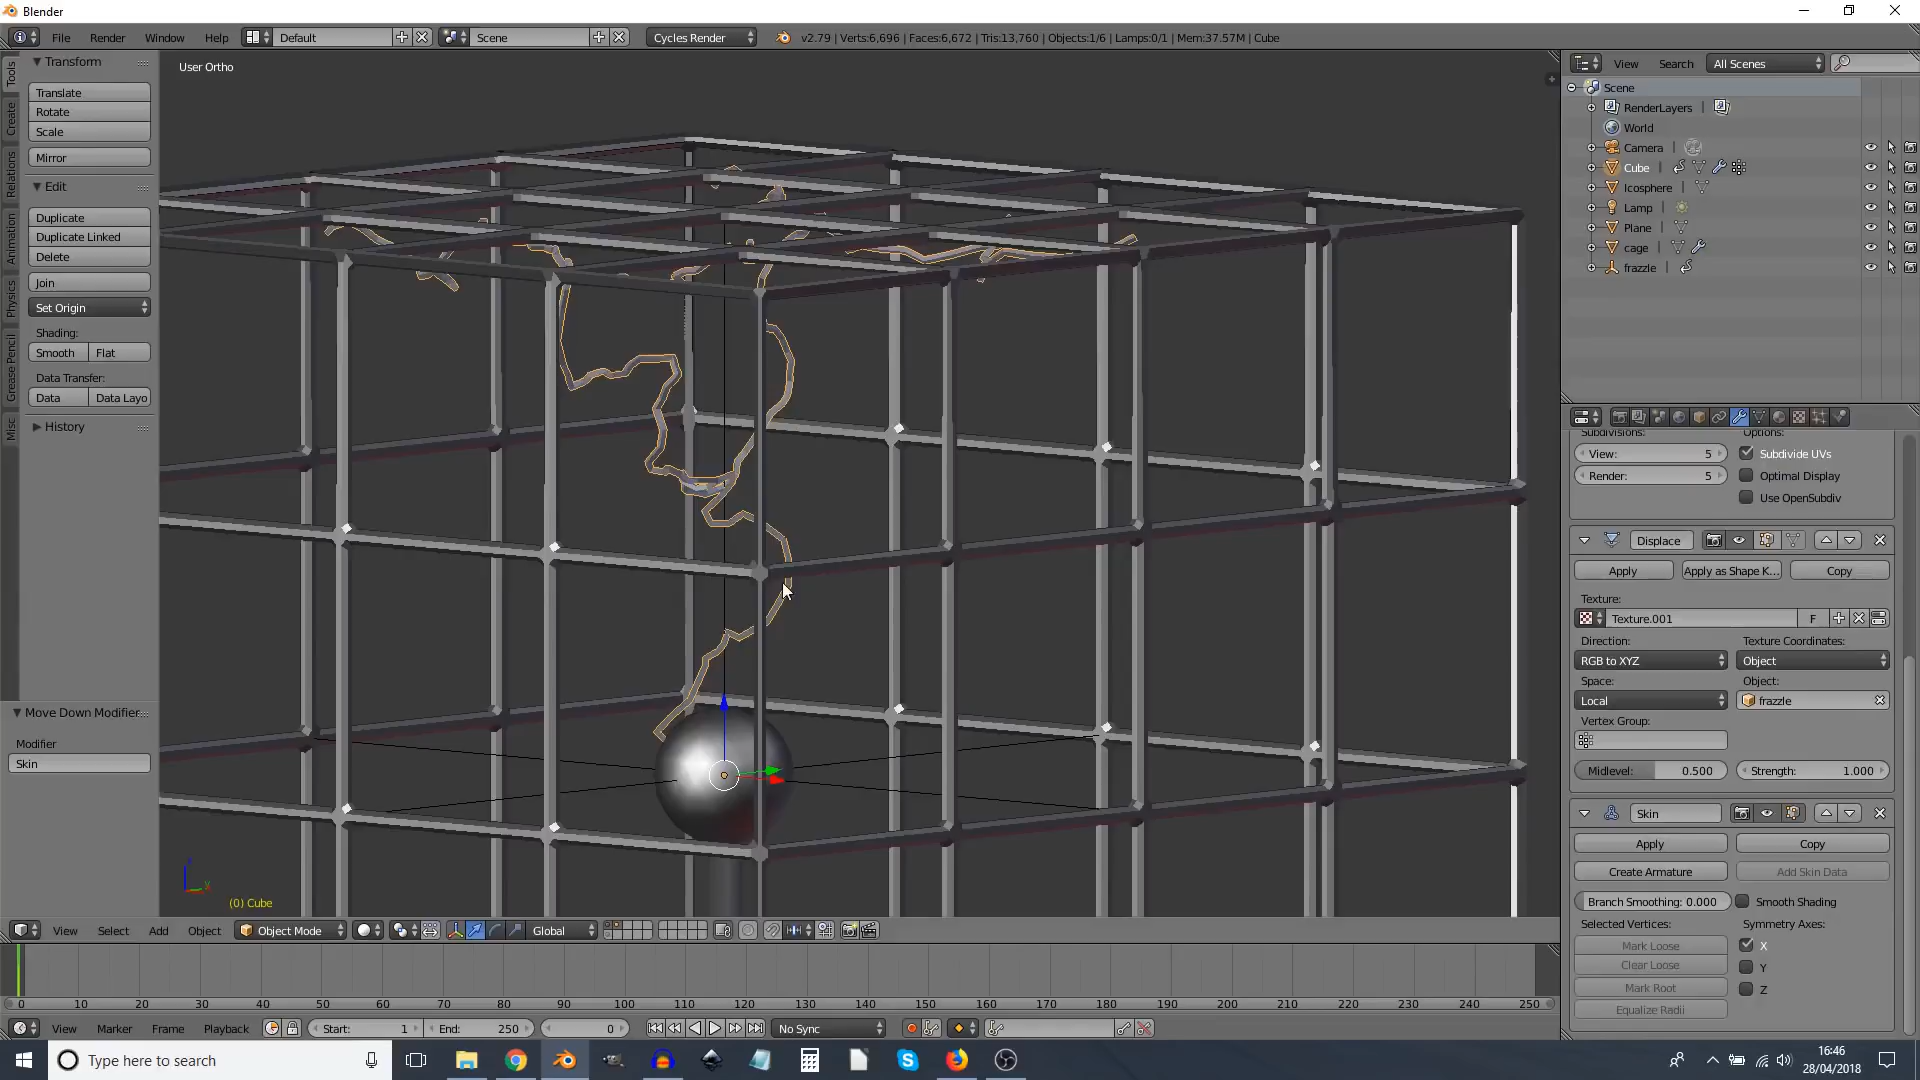 Blender
File Render Window Help Default Scene Cycles Render v2.79 | Verts:6,696 | Faces:6,672 | Tris:13,760 | Objects:1/6 | Lamps:0/1 | Mem:37.57M | Cube
Tools
Create
Relations
Animation
Physics
Grease Pencil
Misc
Transform
Translate
Rotate
Scale
Mirror
Edit
Duplicate
Duplicate Linked
Delete
Join
Set Origin
Shading:
Smooth Flat
Data Transfer:
Data Data Layo
History
Move Down Modifier
Modifier
Skin
User Ortho
(0) Cube
View Search All Scenes
Scene
RenderLayers
World
Camera
Cube
Icosphere
Lamp
Plane
cage
frazzle
Subdivisions: Options:
View: 5 Subdivide UVs
Render: 5 Optimal Display
Use OpenSubdiv
Displace
Apply Apply as Shape K... Copy
Texture:
Texture.001 F
Direction: Texture Coordinates:
RGB to XYZ Object
Space: Object:
Local frazzle
Vertex Group:
Midlevel: 0.500 Strength: 1.000
Skin
Apply Copy
Create Armature Add Skin Data
Branch Smoothing: 0.000 Smooth Shading
Selected Vertices: Symmetry Axes:
Mark Loose X
Clear Loose Y
Mark Root Z
Equalize Radii
View Select Add Object Object Mode Global
0 10 20 30 40 50 60 70 80 90 100 110 120 130 140 150 160 170 180 190 200 210 220 230 240 250
View Marker Frame Playback Start: 1 End: 250 0 No Sync
Type here to search
16:46
28/04/2018